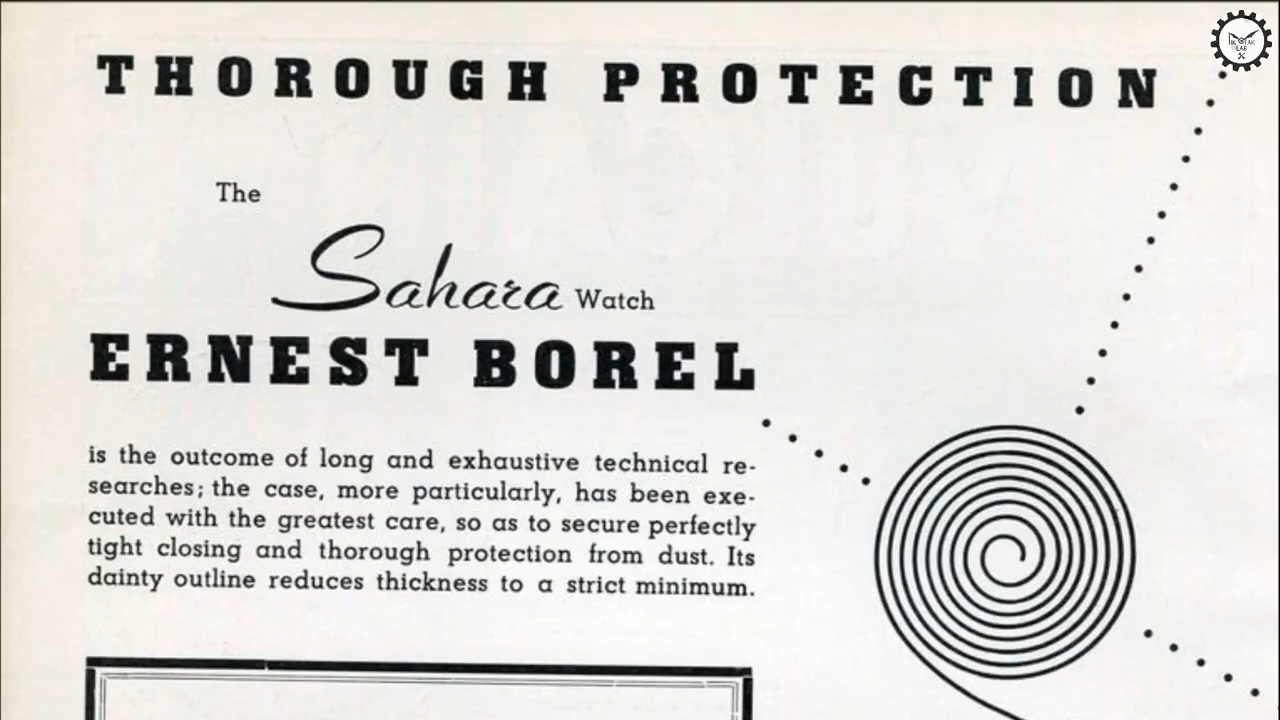 THOROUGH PROTECTION
The
Sahara Watch
ERNEST BOREL
is the outcome of long and exhaustive technical re-
searches; the case, more particularly, has been exe-
cuted with the greatest care, so as to secure perfectly
tight closing and thorough protection from dust. Its
dainty outline reduces thickness to a strict minimum.